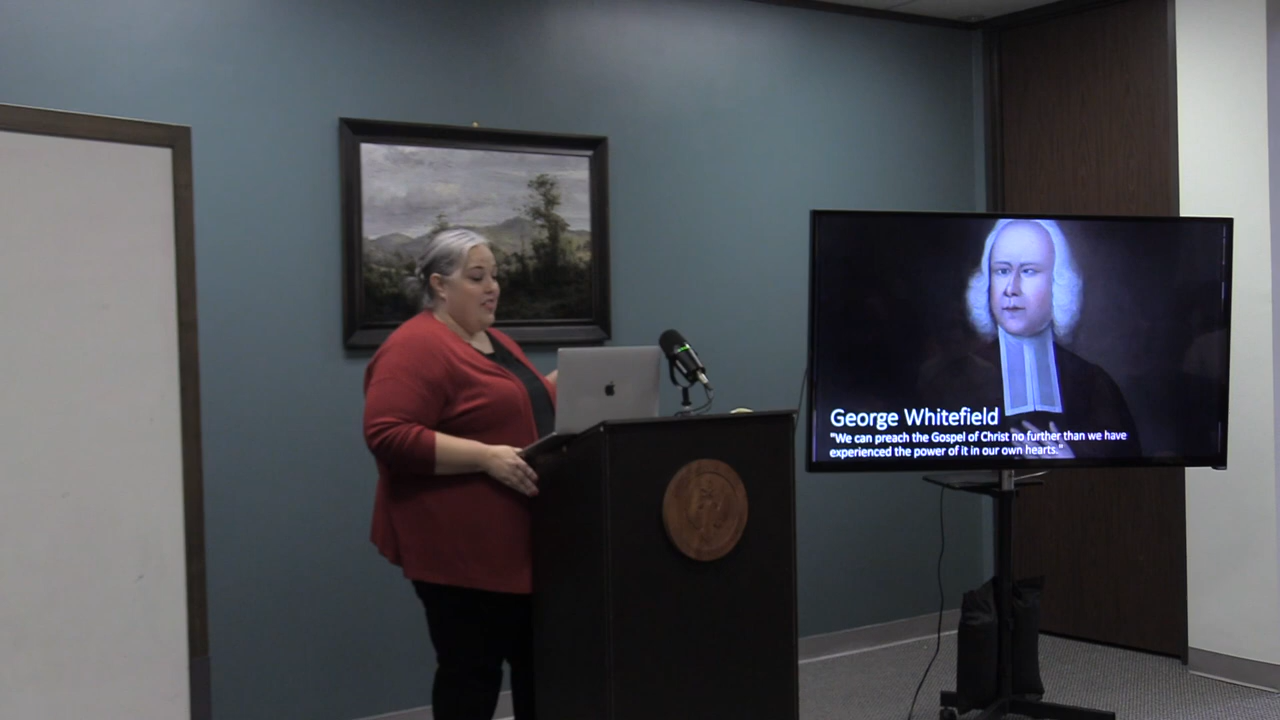 George Whitefield
"We can preach the Gospel of Christ no further than we have
experienced the power of it in our own hearts."